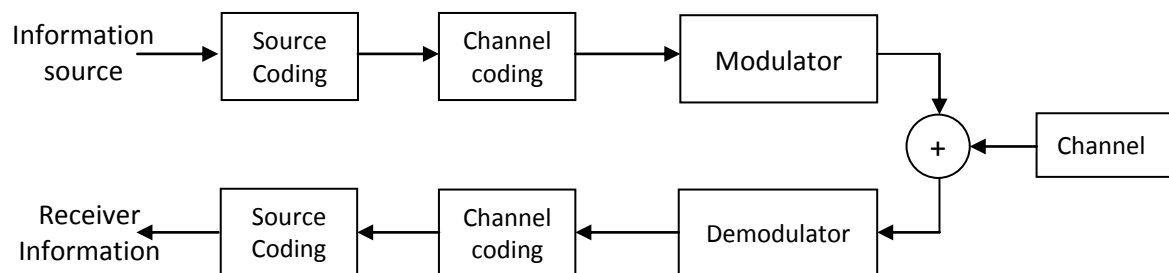 Information
source
Source
Coding
Channel
coding
Modulator
+
Channel
Receiver
Information
Source
Coding
Channel
coding
Demodulator